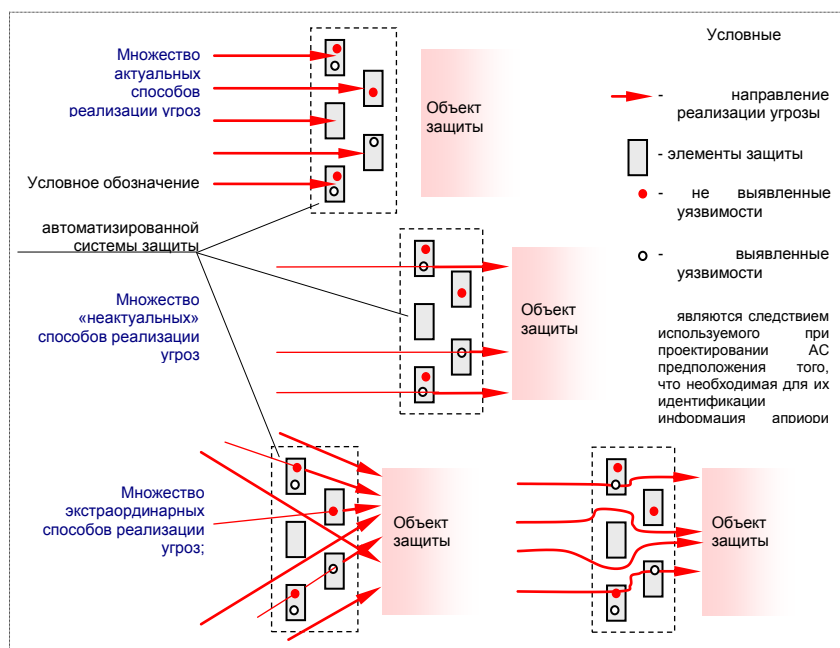 Множество
актуальных
способов
реализации угроз
Условное обозначение
автоматизированной
системы защиты
Объект
защиты
Условные
- направление
реализации угрозы
- элементы защиты
- не выявленные
уязвимости
- выявленные
уязвимости
являются следствием
используемого при
проектировании АС
предположения того,
что необходимая для их
идентификации
информация априори
Множество
«неактуальных»
способов реализации
угроз
Объект
защиты
Множество
экстраординарных
способов реализации
угроз;
Объект
защиты
Объект
защиты